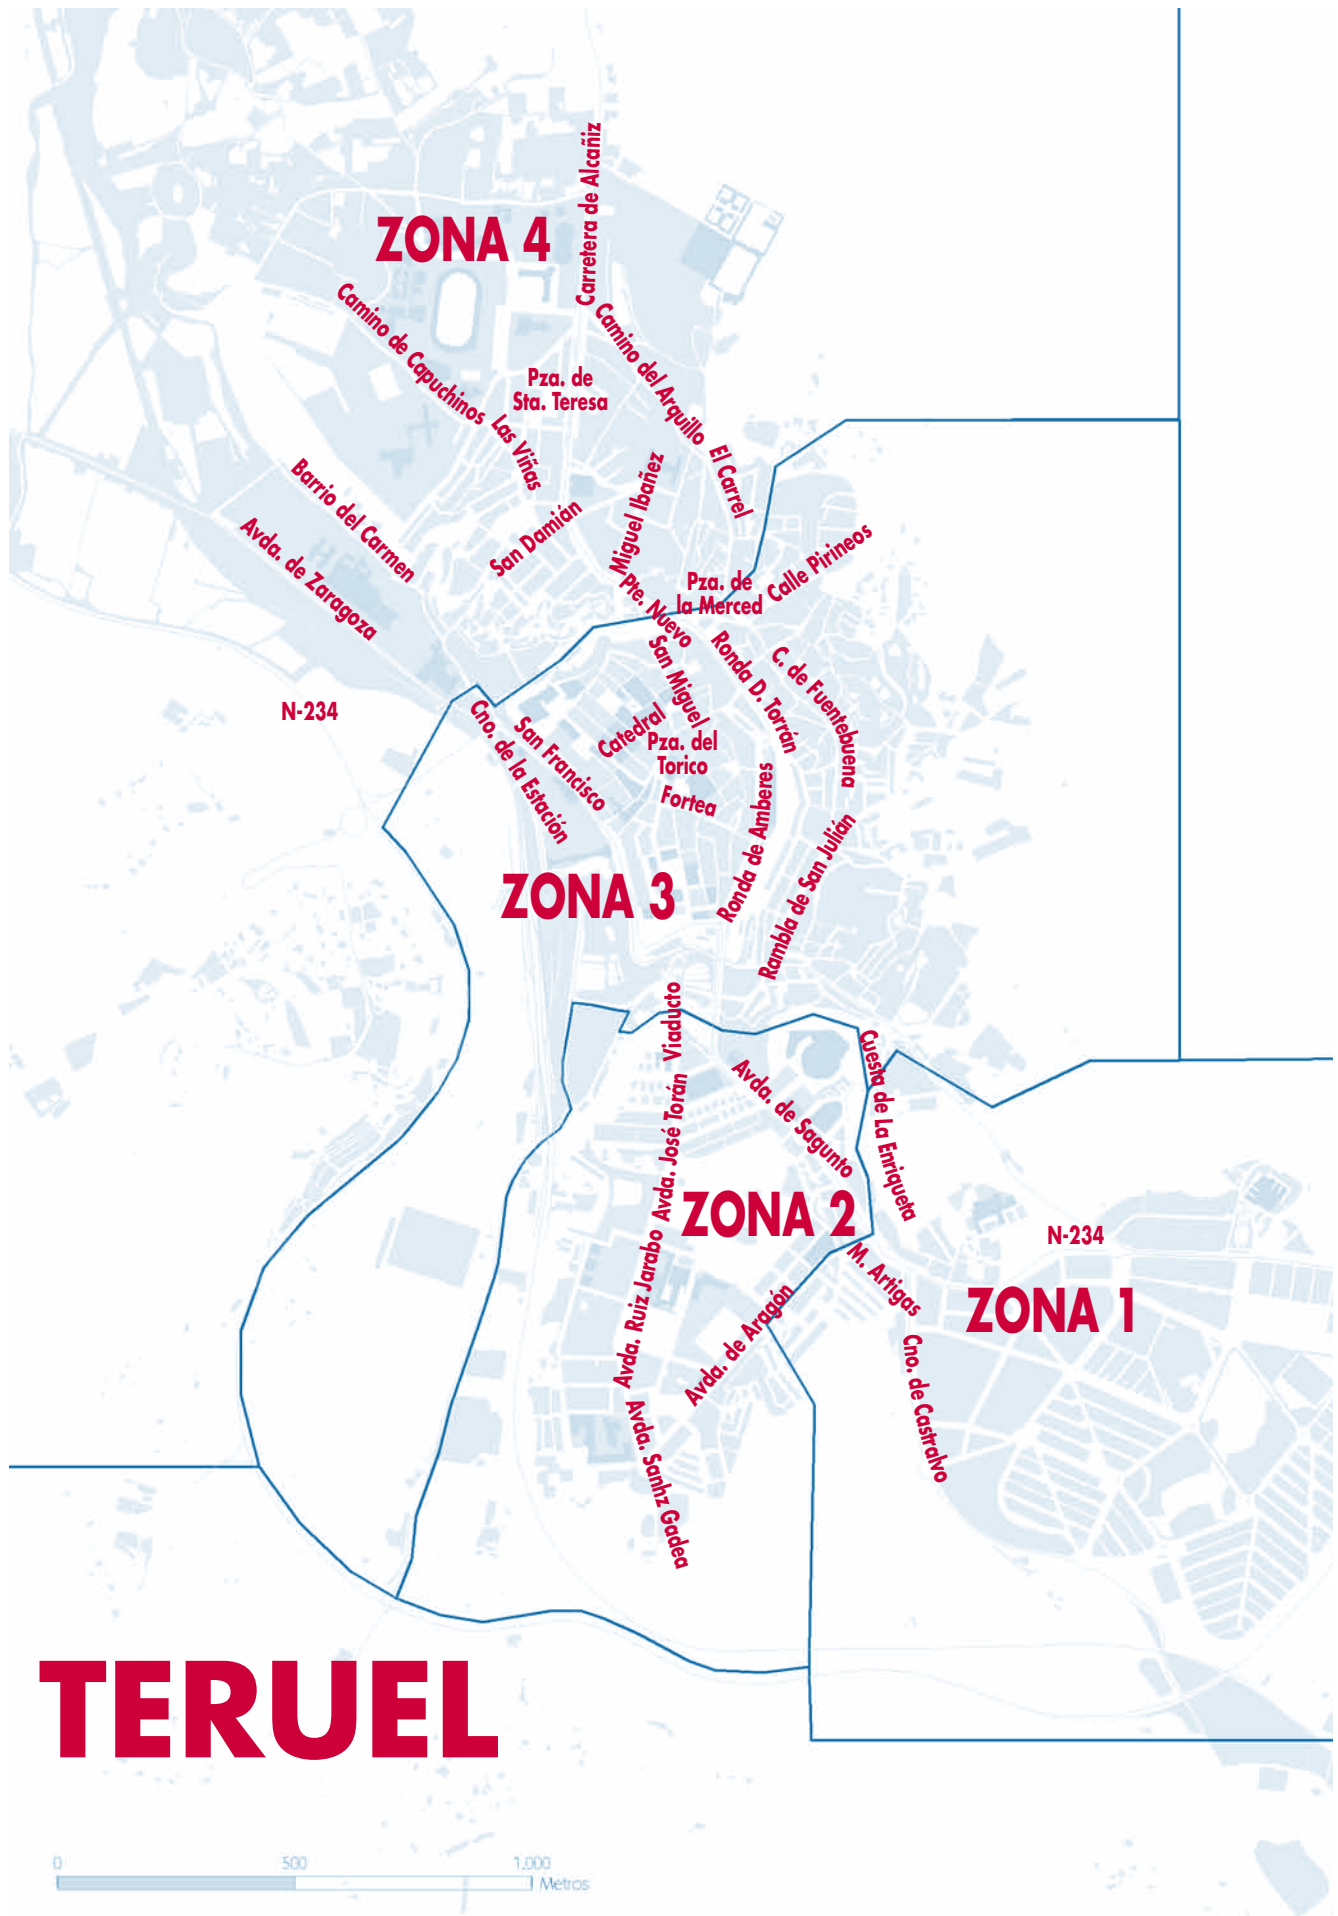 Carretera de Alcañiz
ZONA 4
Camino de Capuchinos
Camino del Arquillo
Pza. de
Sta. Teresa
Las Viñas
El Carrel
Miguel Ibañez
Barrio del Carmen
San Damián
Avda. de Zaragoza
Calle Pirineos
Pza. de
la Merced
Pte. Nuevo
San Miguel
Ronda D. Torrán
C. de Fuentebuena
N-234
Cno. de la Estación
San Francisco
Catedral
Pza. del
Torico
Fortea
Ronda de Amberes
Rambla de San Julián
ZONA 3
Viaducto
Cuesta de La Enriqueta
Avda. de Sagunto
Avda. José Torán
ZONA 2
N-234
Avda. Ruiz Jarabo
M. Artigas
ZONA 1
Avda. de Aragón
Cno. de Castralvo
Avda. Sanhz Gadea
TERUEL
0 500 1.000
Metros